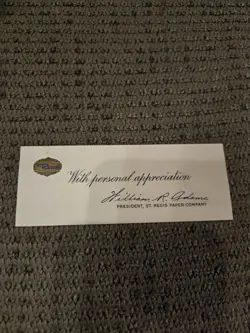 With personal appreciation
William R. Adams
PRESIDENT, ST. REGIS PAPER COMPANY